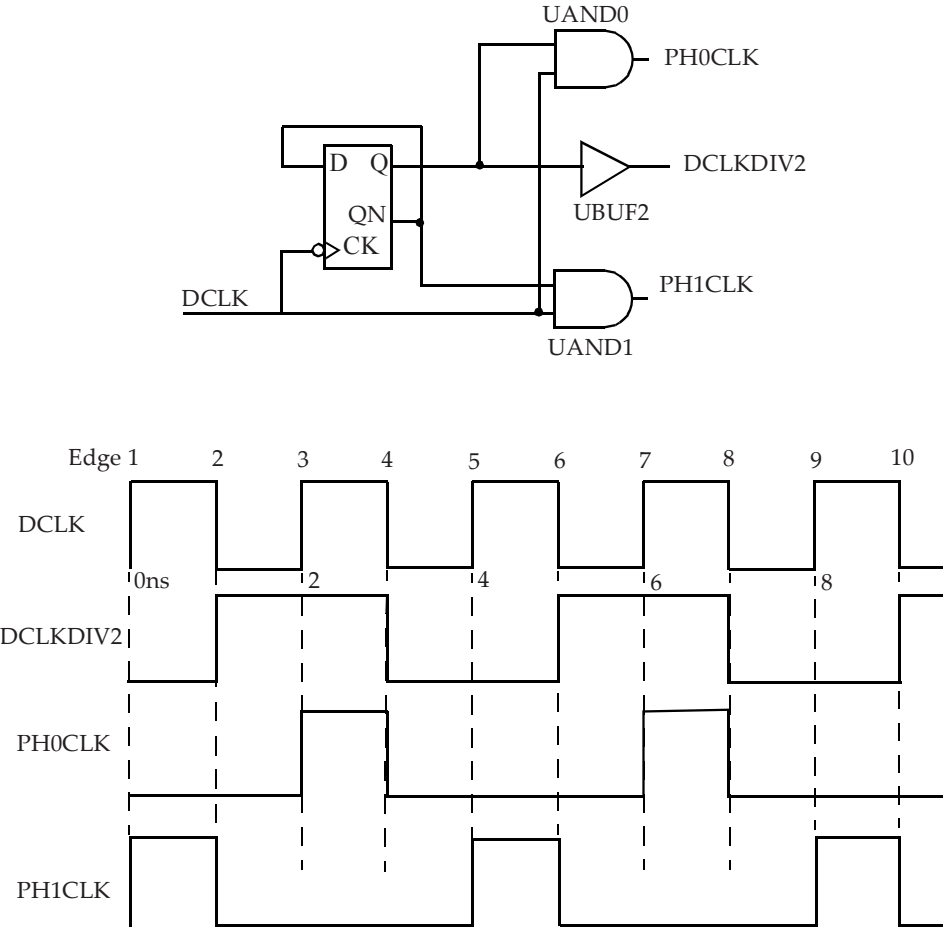 UAND0
PH0CLK
D Q
DCLKDIV2
QN
UBUF2
CK
DCLK
PH1CLK
UAND1
Edge 1 2 3 4 5 6 7 8 9 10
DCLK
0ns 2 4 6 8
DCLKDIV2
PH0CLK
PH1CLK